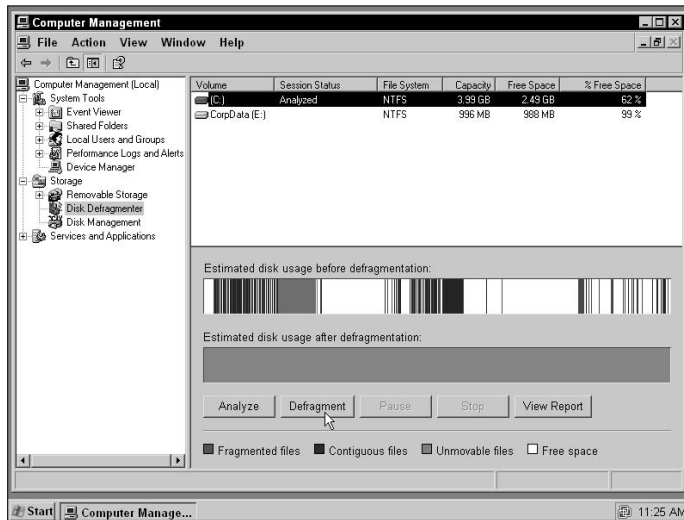 Computer Management
File Action View Window Help
Computer Management (Local)
System Tools
Event Viewer
Shared Folders
Local Users and Groups
Performance Logs and Alerts
Device Manager
Storage
Removable Storage
Disk Defragmenter
Disk Management
Services and Applications
Volume Session Status File System Capacity Free Space % Free Space
(C:) Analyzed NTFS 3.99 GB 2.49 GB 62 %
CorpData (E:) NTFS 996 MB 988 MB 99 %
Estimated disk usage before defragmentation:
Estimated disk usage after defragmentation:
Analyze Defragment Pause Stop View Report
Fragmented files Contiguous files Unmovable files Free space
Start Computer Manage... 11:25 AM